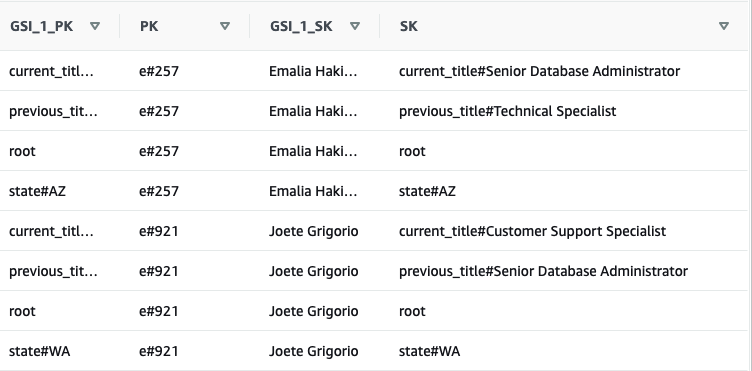 GSI_1_PK PK GSI_1_SK SK
current_titl... e#257 Emalia Haki... current_title#Senior Database Administrator
previous_tit... e#257 Emalia Haki... previous_title#Technical Specialist
root e#257 Emalia Haki... root
state#AZ e#257 Emalia Haki... state#AZ
current_titl... e#921 Joete Grigorio current_title#Customer Support Specialist
previous_tit... e#921 Joete Grigorio previous_title#Senior Database Administrator
root e#921 Joete Grigorio root
state#WA e#921 Joete Grigorio state#WA